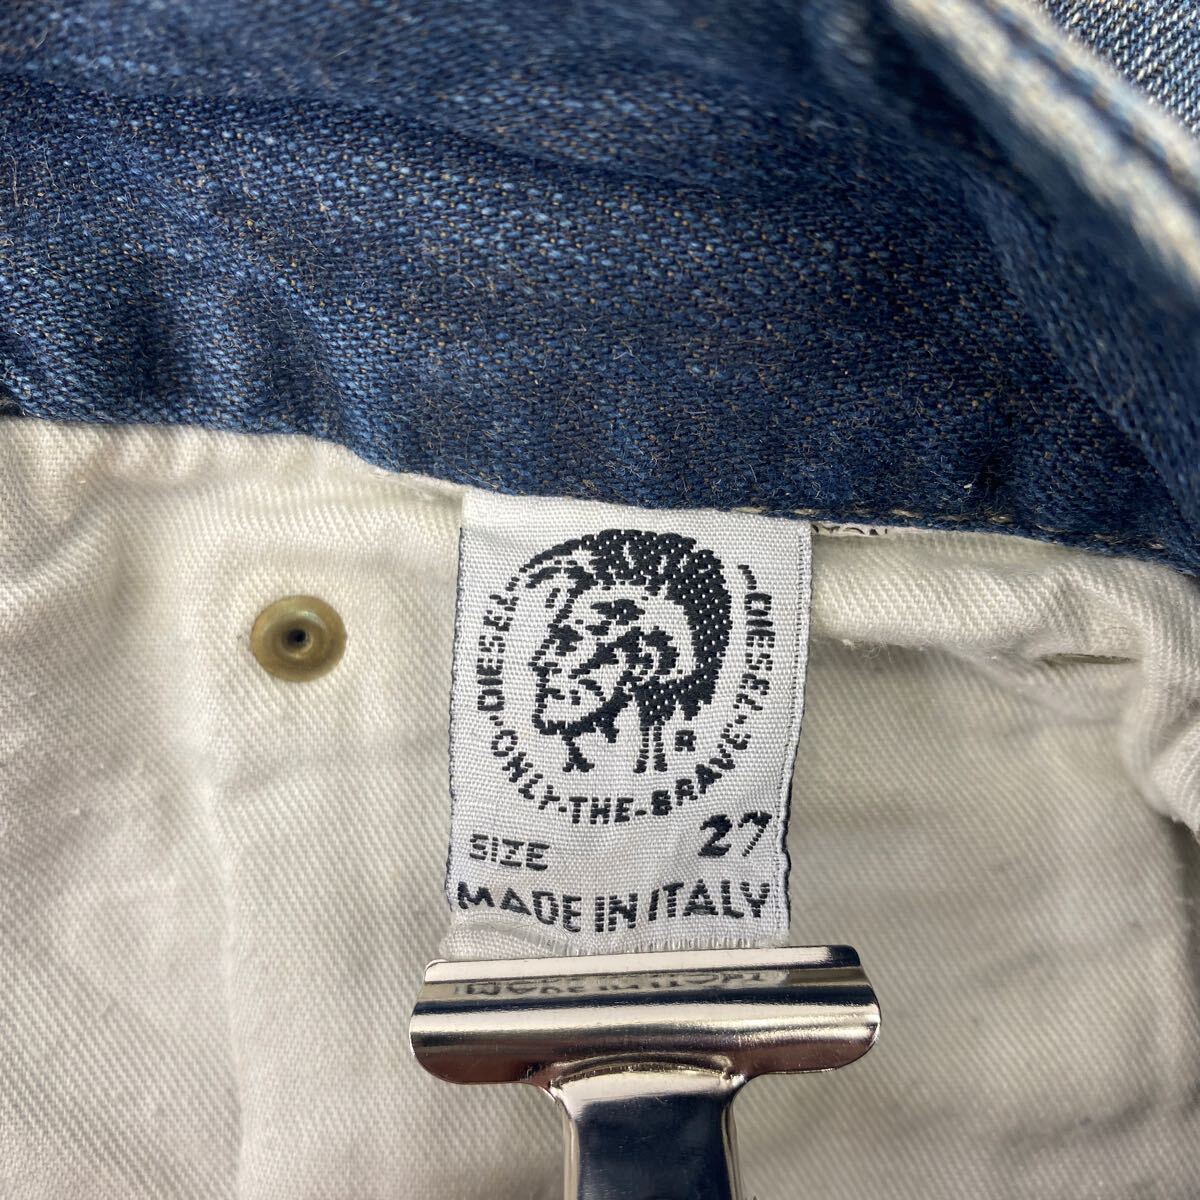 DIESEL-ONLY-THE-BRAVE-DIESEL
R
SIZE 27
MADE IN ITALY